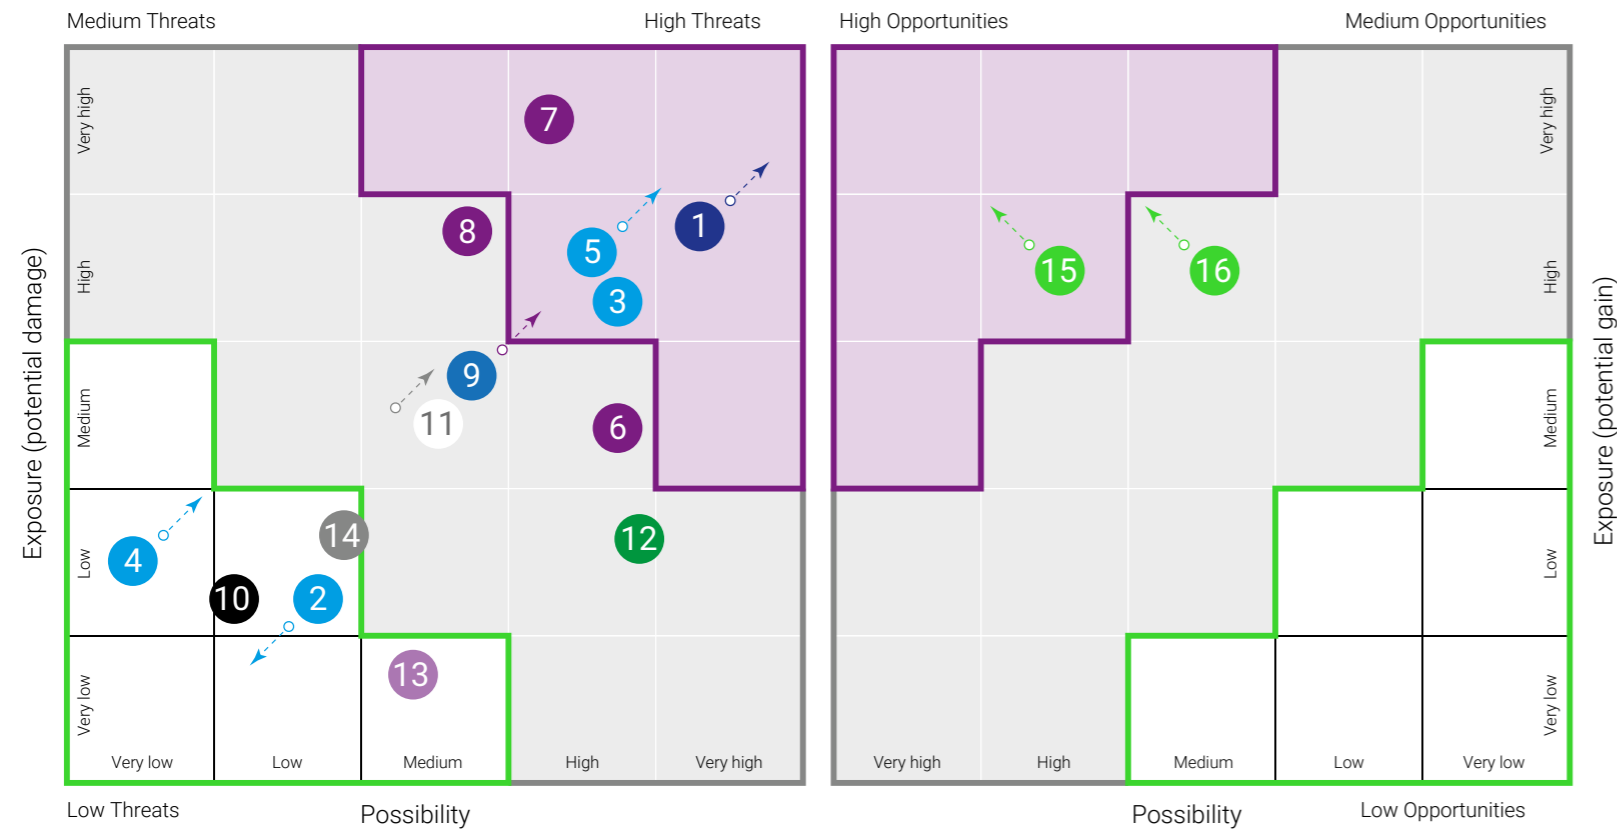 Medium Threats
High Threats
High Opportunities
Medium Opportunities
Exposure (potential damage)
Very high
High
Medium
Low
Very low
7
8
5
1
3
9
11
6
4
14
12
10
2
13
Very low
Low
Medium
High
Very high
Low Threats
Possibility
15
16
Very high
High
Medium
Low
Very low
Exposure (potential gain)
Very high
High
Medium
Low
Very low
Possibility
Low Opportunities